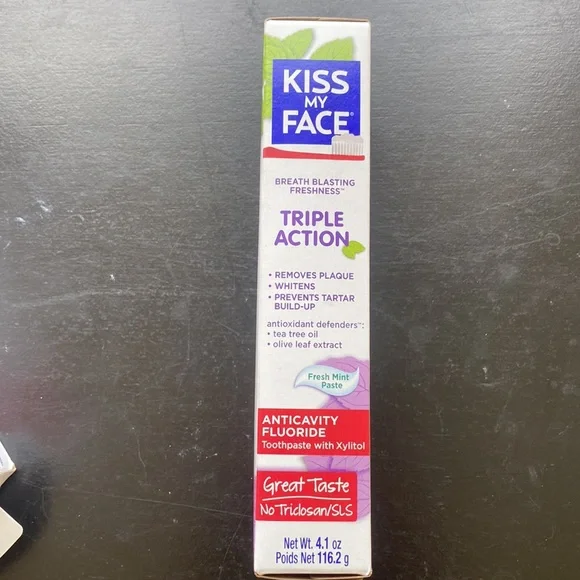 KISS
MY
FACE®
BREATH BLASTING
FRESHNESS™
TRIPLE
ACTION
• REMOVES PLAQUE
• WHITENS
• PREVENTS TARTAR
BUILD-UP
antioxidant defenders™:
• tea tree oil
• olive leaf extract
Fresh Mint
Paste
ANTICAVITY
FLUORIDE
Toothpaste with Xylitol
Great Taste
No Triclosan/SLS
Net Wt. 4.1 oz
Poids Net 116.2 g